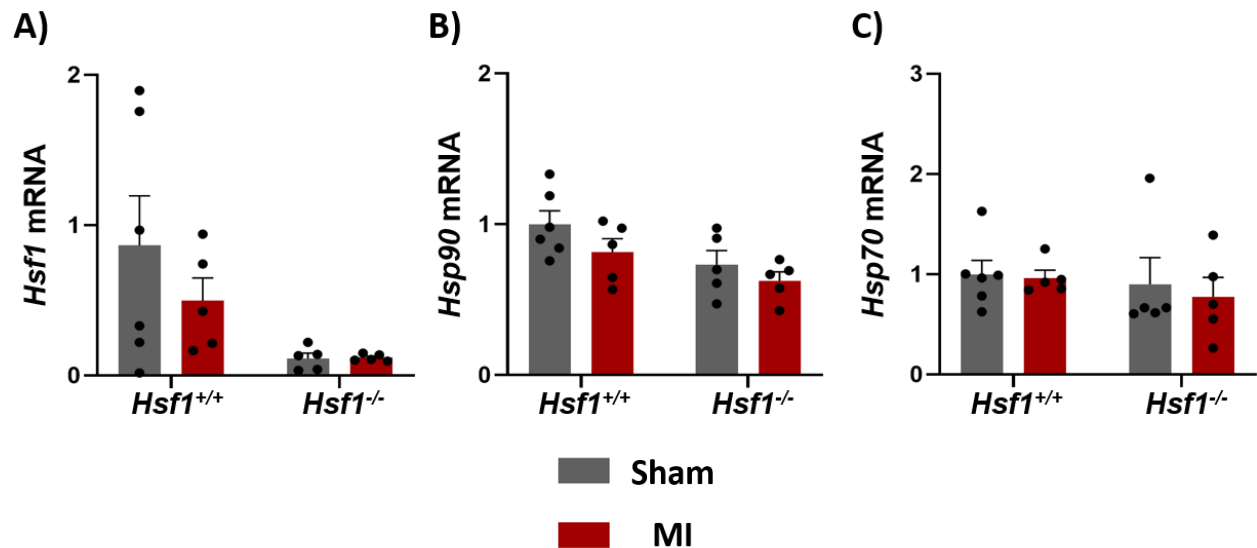 A)
Hsf1 mRNA
2
1
0
Hsf1+/+
Hsf1-/-
B)
Hsp90 mRNA
2
1
0
Hsf1+/+
Hsf1-/-
C)
Hsp70 mRNA
3
2
1
0
Hsf1+/+
Hsf1-/-
Sham
MI